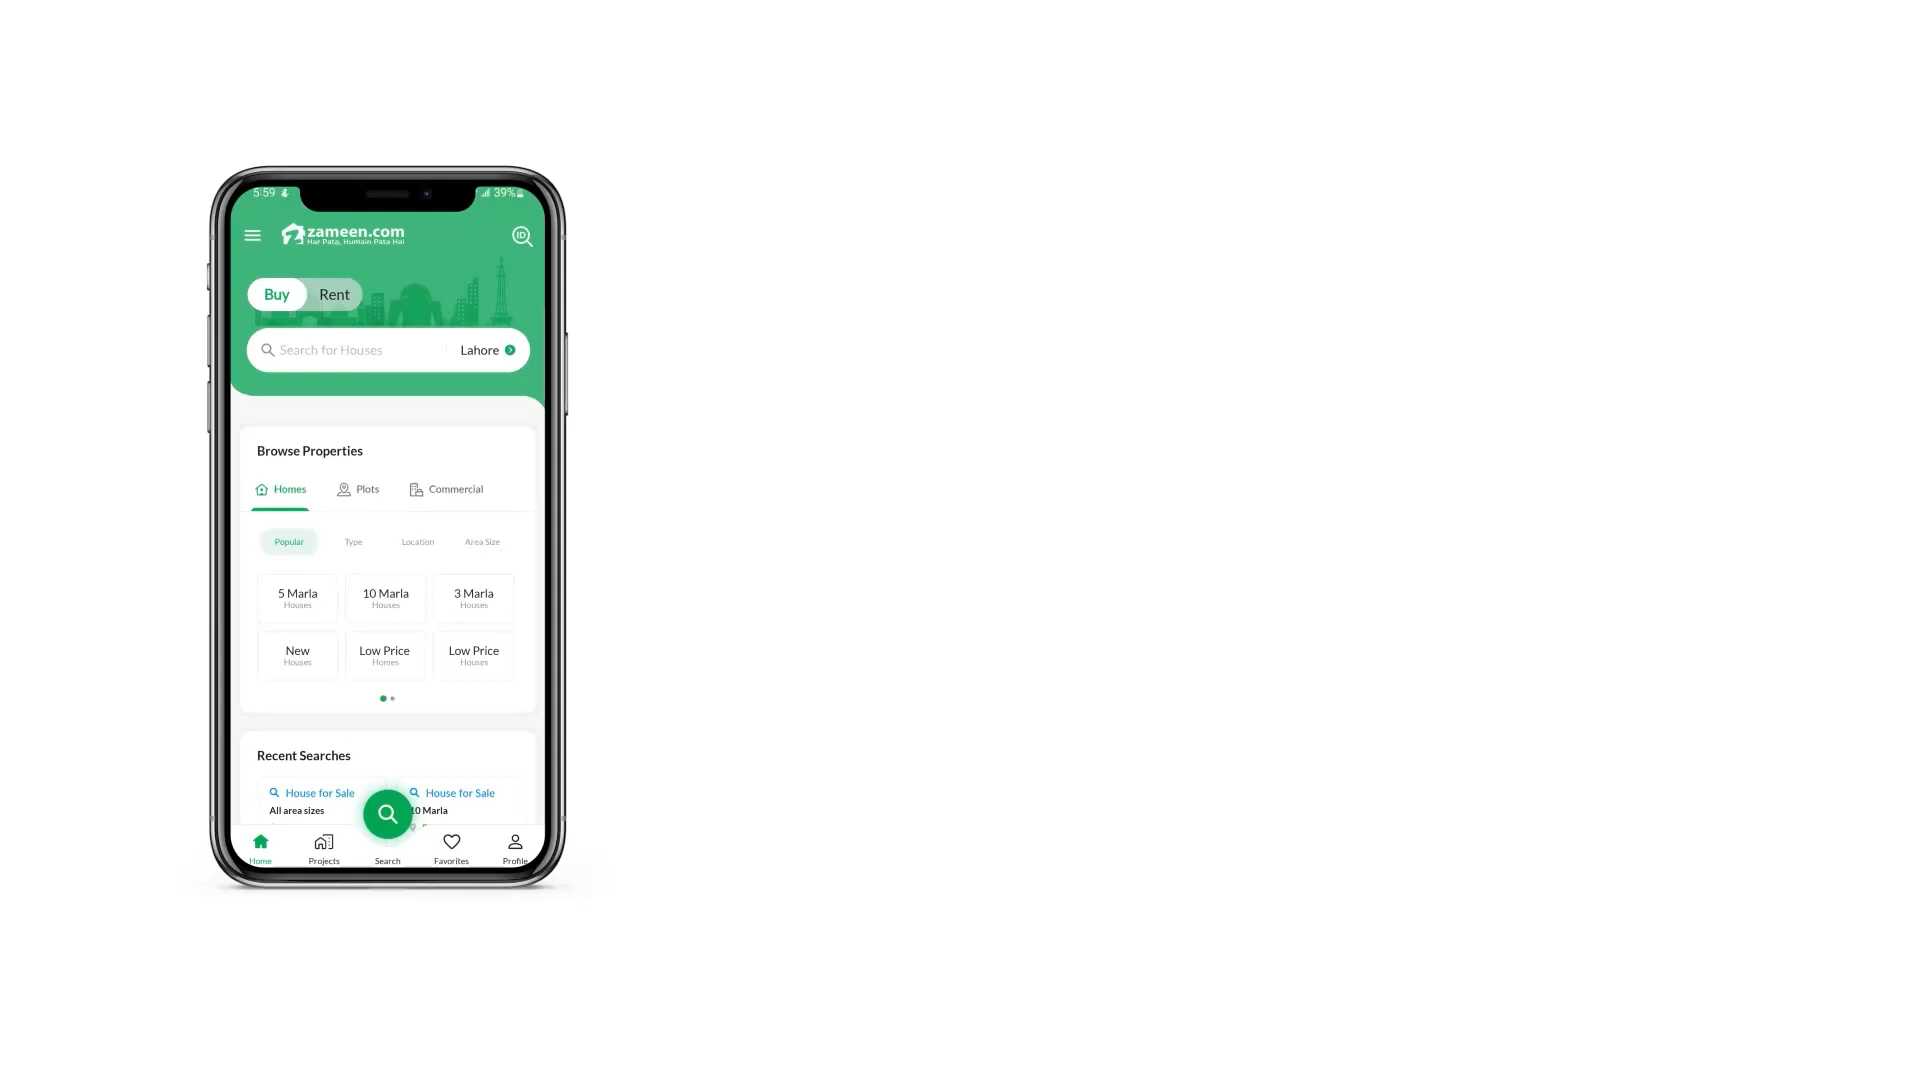 5:59 39%
zameen.com
Har Pata, Humain Pata Hai
ID
Buy Rent
Search for Houses Lahore
Browse Properties
Homes Plots Commercial
Popular Type Location Area Size
5 Marla 10 Marla 3 Marla
Houses Houses Houses
New Low Price Low Price
Houses Homes Houses
Recent Searches
House for Sale House for Sale
All area sizes 10 Marla
Home Projects Search Favorites Profile